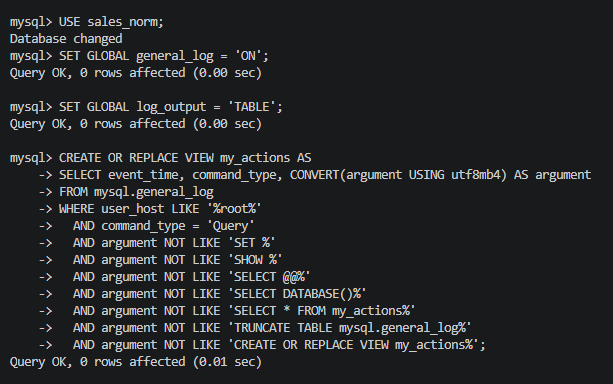 mysql> USE sales_norm;
Database changed
mysql> SET GLOBAL general_log = 'ON';
Query OK, 0 rows affected (0.00 sec)

mysql> SET GLOBAL log_output = 'TABLE';
Query OK, 0 rows affected (0.00 sec)

mysql> CREATE OR REPLACE VIEW my_actions AS
    -> SELECT event_time, command_type, CONVERT(argument USING utf8mb4) AS argument
    -> FROM mysql.general_log
    -> WHERE user_host LIKE '%root%'
    ->   AND command_type = 'Query'
    ->   AND argument NOT LIKE 'SET %'
    ->   AND argument NOT LIKE 'SHOW %'
    ->   AND argument NOT LIKE 'SELECT @@%'
    ->   AND argument NOT LIKE 'SELECT DATABASE()%'
    ->   AND argument NOT LIKE 'SELECT * FROM my_actions%'
    ->   AND argument NOT LIKE 'TRUNCATE TABLE mysql.general_log%'
    ->   AND argument NOT LIKE 'CREATE OR REPLACE VIEW my_actions%';
Query OK, 0 rows affected (0.01 sec)